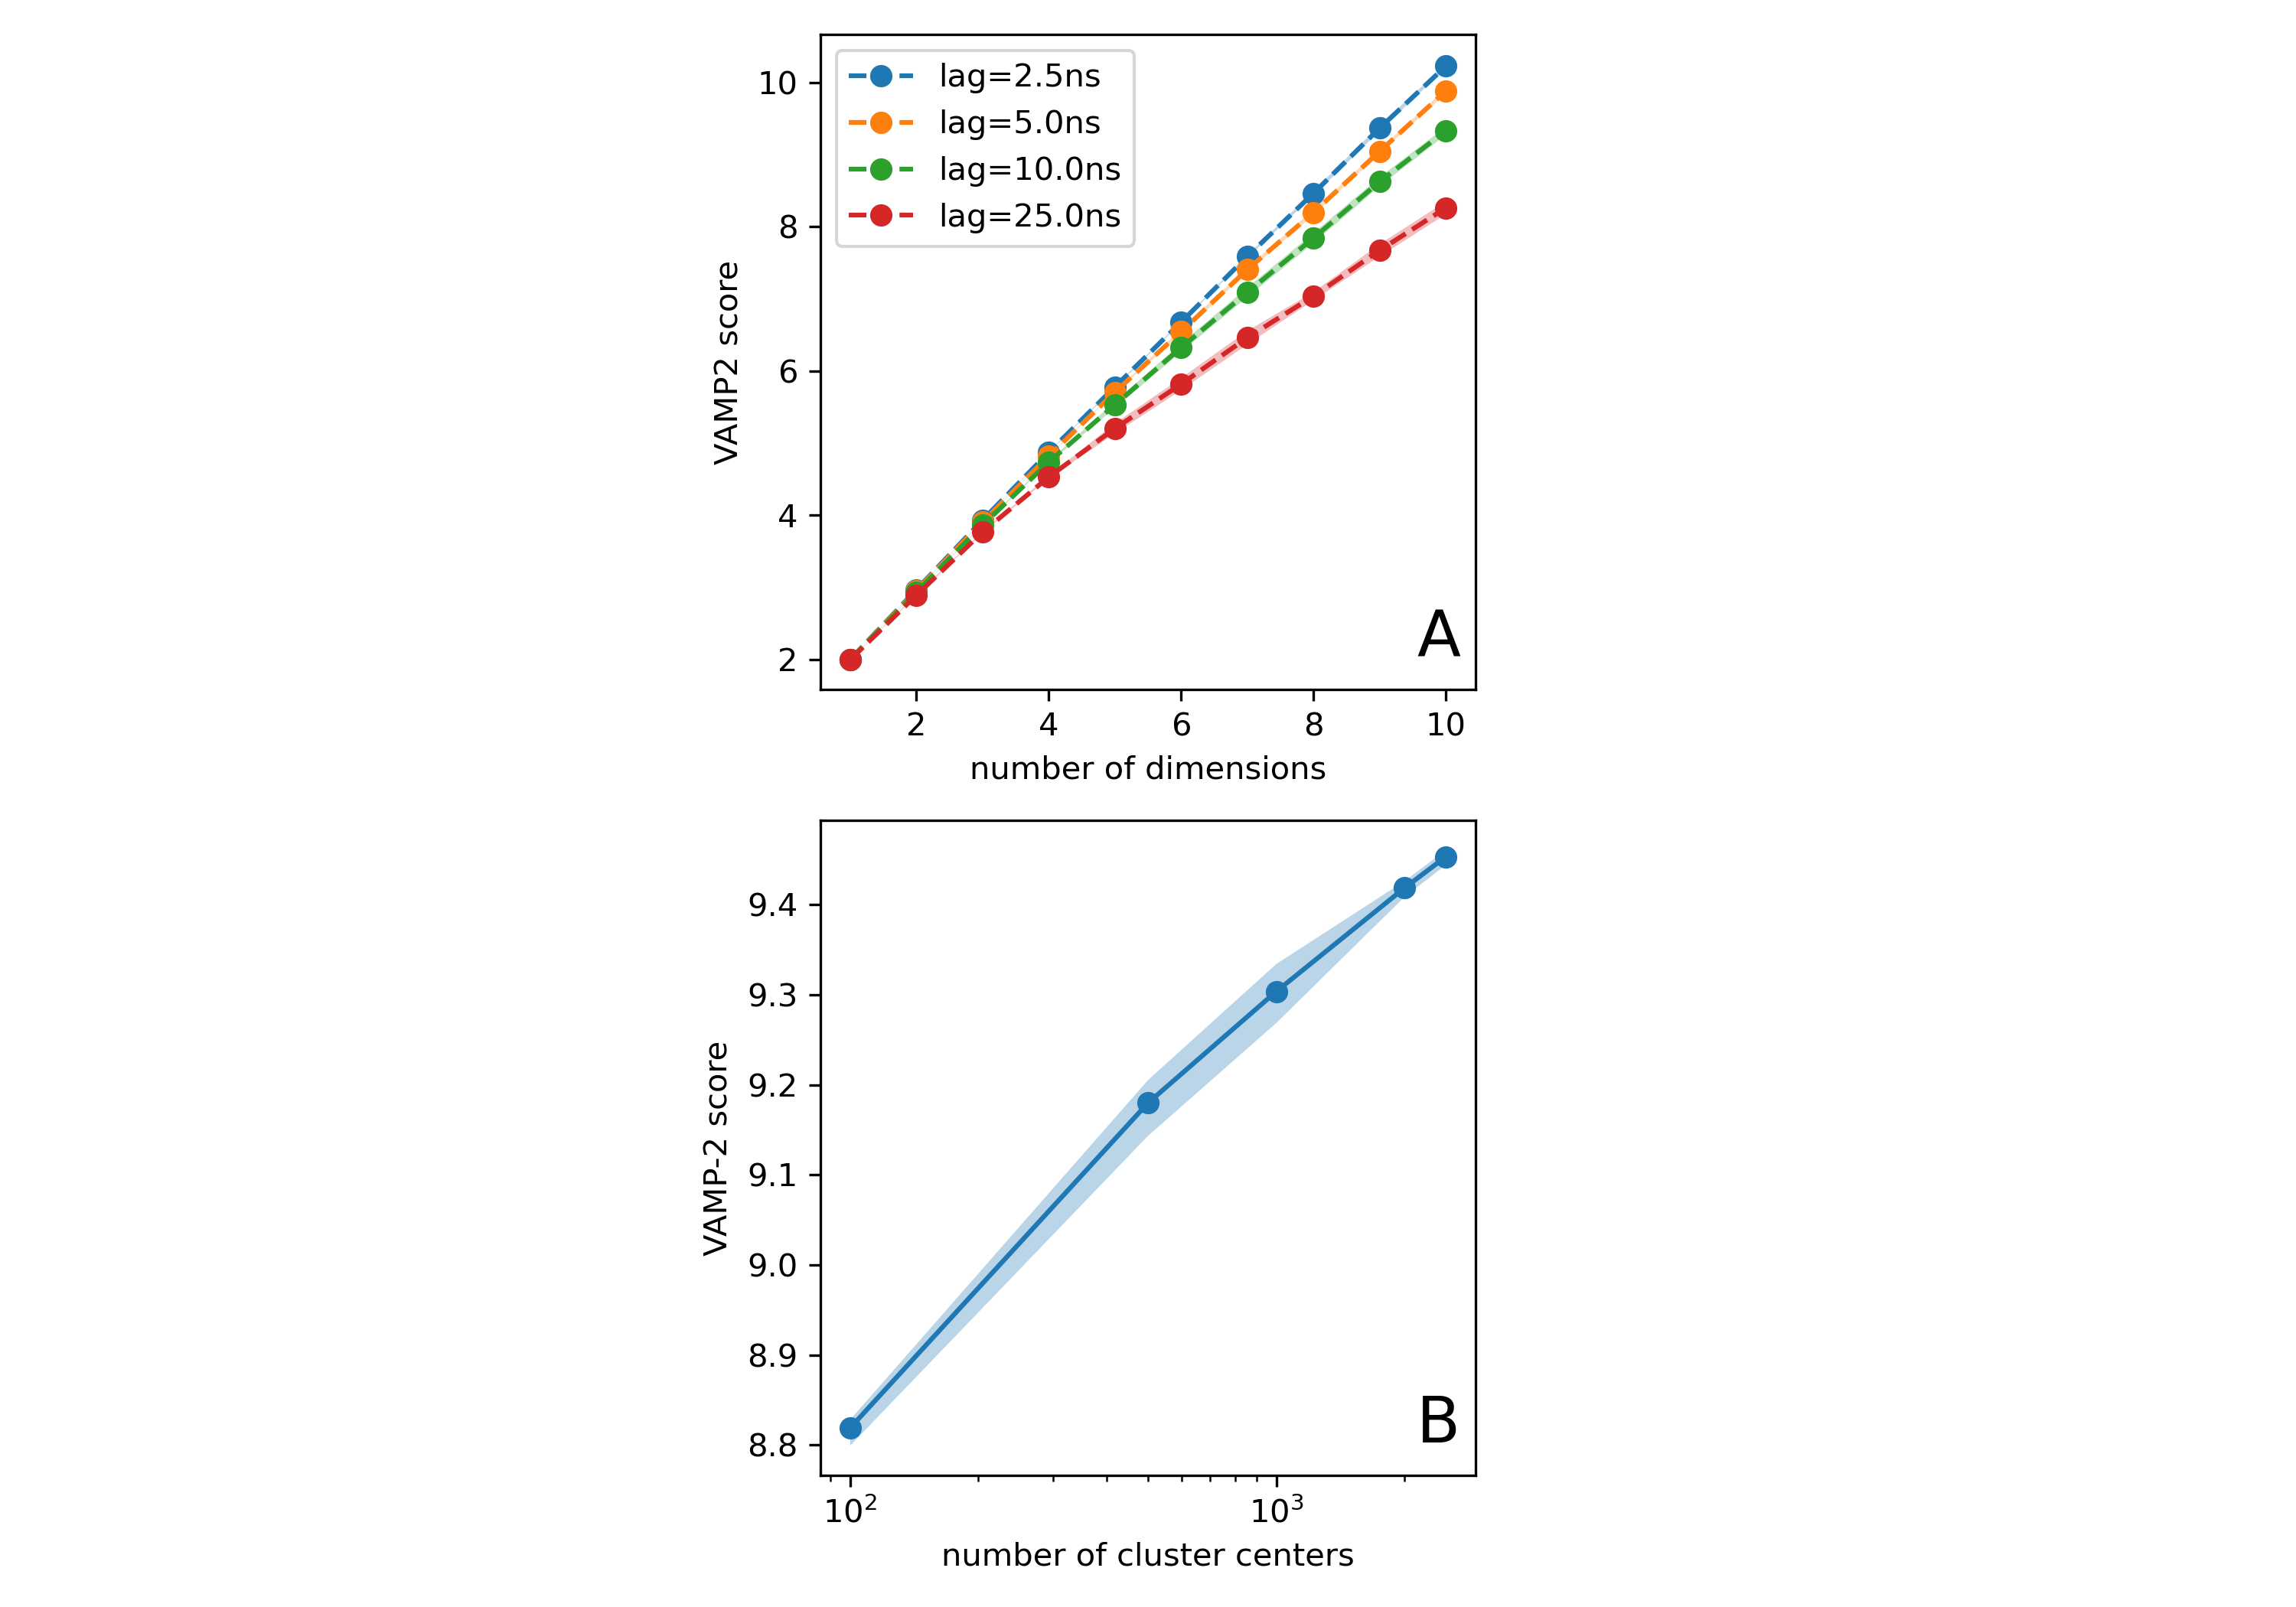 lag=2.5ns
lag=5.0ns
lag=10.0ns
lag=25.0ns
10
8
6
4
2
VAMP2 score
A
2 4 6 8 10
number of dimensions
9.4
9.3
9.2
9.1
9.0
8.9
8.8
VAMP-2 score
B
10² 10³
number of cluster centers